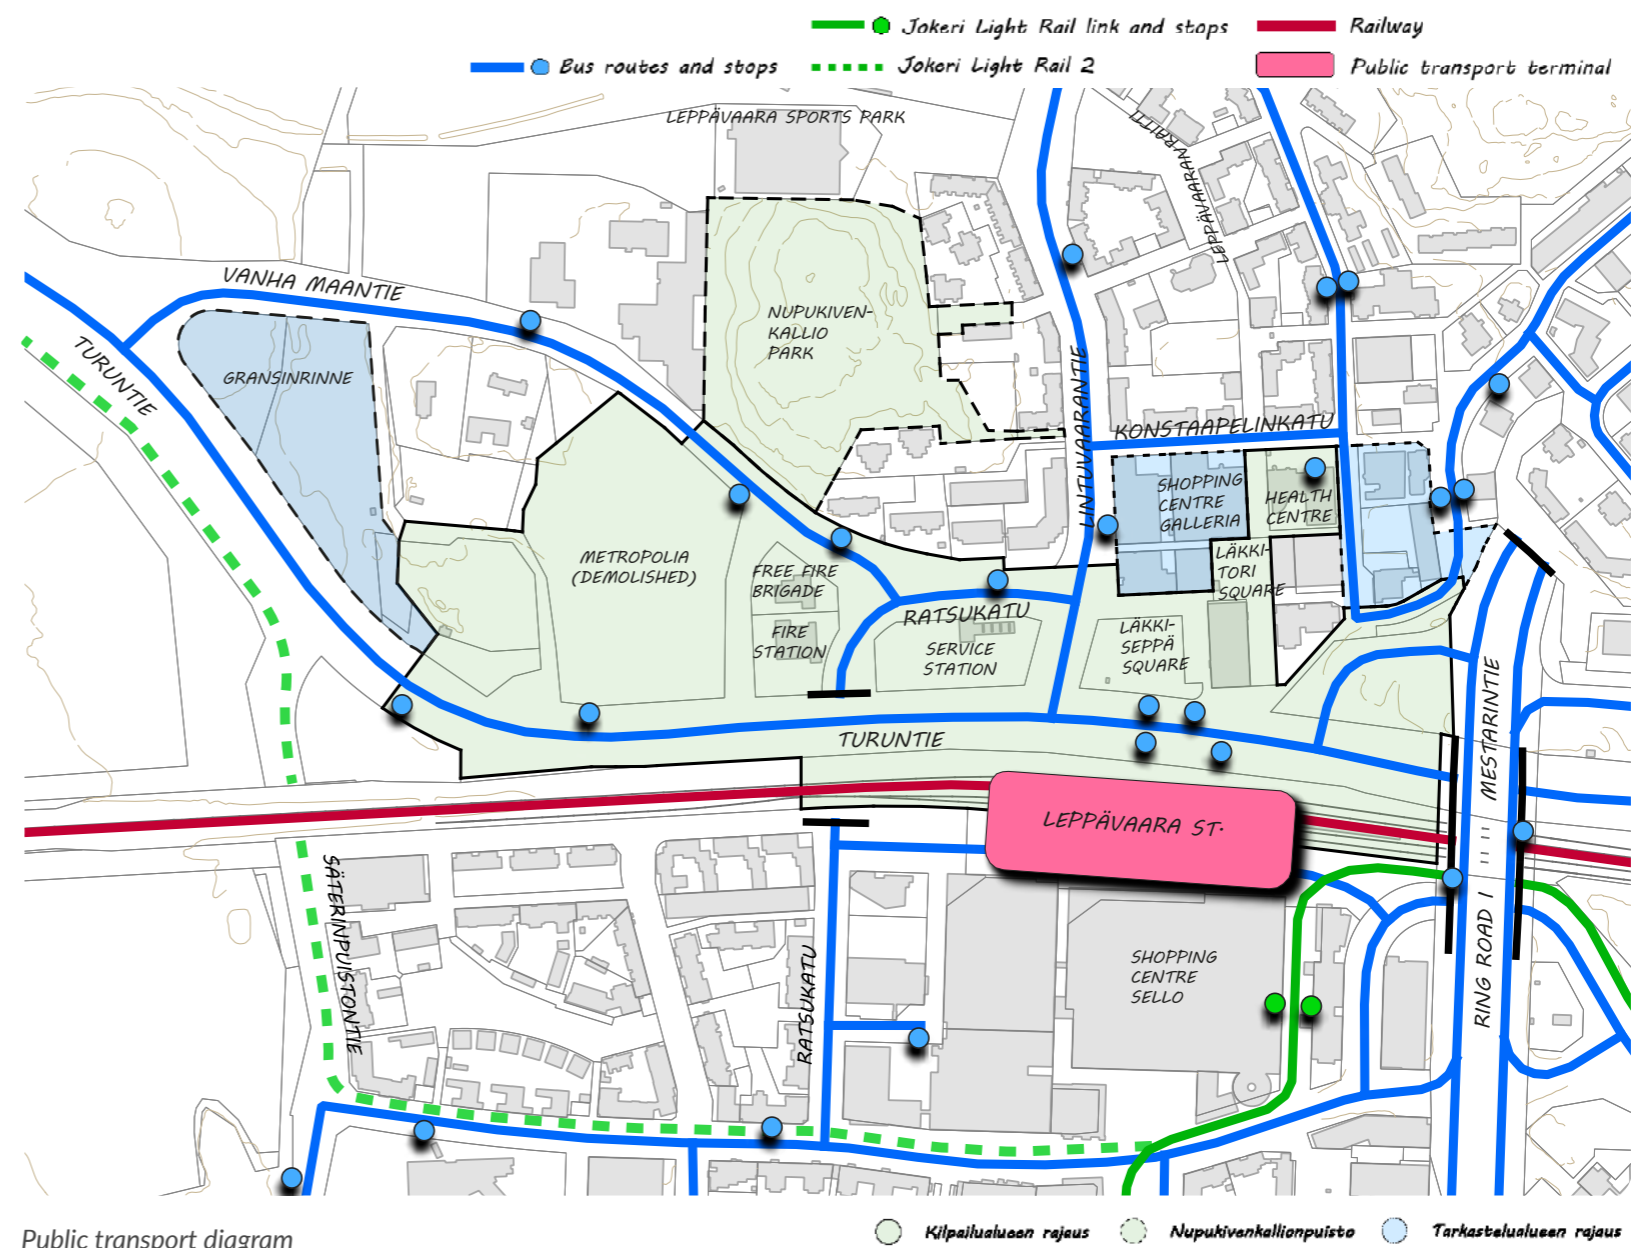 Jokeri Light Rail link and stops
Railway
Bus routes and stops
Jokeri Light Rail 2
Public transport terminal
LEPPÄVAARA SPORTS PARK
LEPPÄVAARANRAITTI
VANHA MAANTIE
NUPUKIVEN-
KALLIO
PARK
TURUNTIE
GRANSINRINNE
LINTUVAARANTIE
KONSTAAPELINKATU
SHOPPING
CENTRE
GALLERIA
HEALTH
CENTRE
METROPOLIA
(DEMOLISHED)
FREE FIRE
BRIGADE
LÄKKI-
TORI
SQUARE
RATSUKATU
FIRE
STATION
SERVICE
STATION
LÄKKI-
SEPPÄ
SQUARE
MESTARINTIE
TURUNTIE
LEPPÄVAARA ST.
SÄTERINPUISTONTIE
RING ROAD I
RATSUKATU
SHOPPING
CENTRE
SELLO
Public transport diagram
Kilpailualueen rajaus
Nupukivenkallionpuisto
Tarkastelualueen rajaus